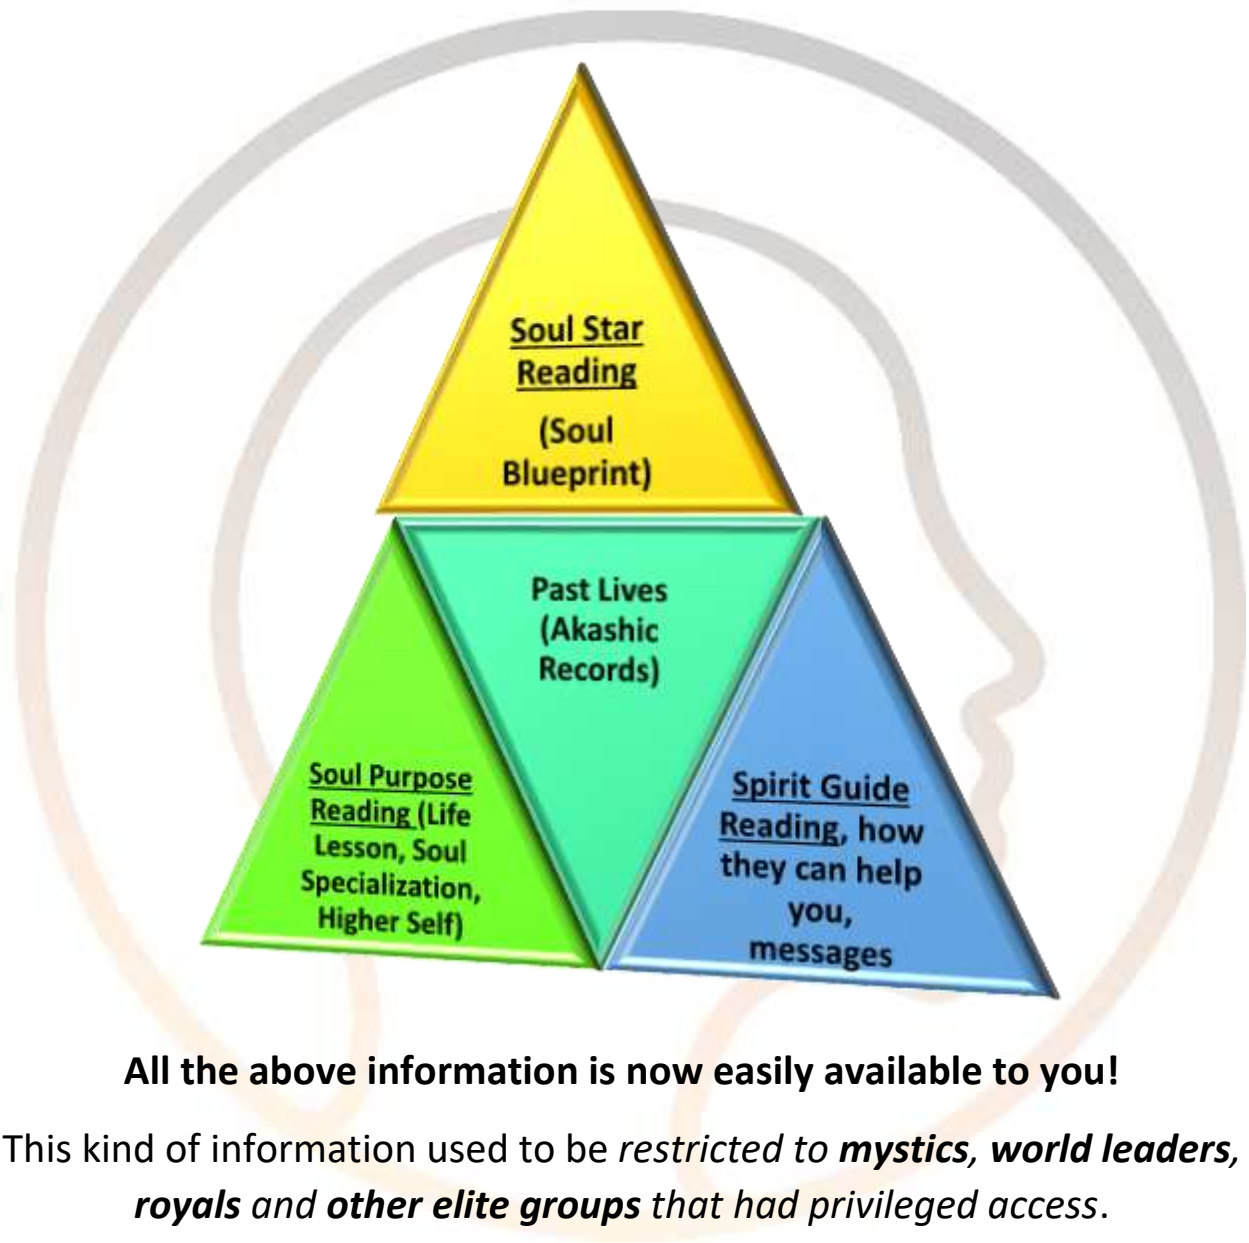 Soul Star
Reading
(Soul
Blueprint)
Past Lives
(Akashic
Records)
Soul Purpose
Reading (Life
Lesson, Soul
Specialization,
Higher Self)
Spirit Guide
Reading, how
they can help
you,
messages
All the above information is now easily available to you!
This kind of information used to be restricted to mystics, world leaders,
royals and other elite groups that had privileged access.